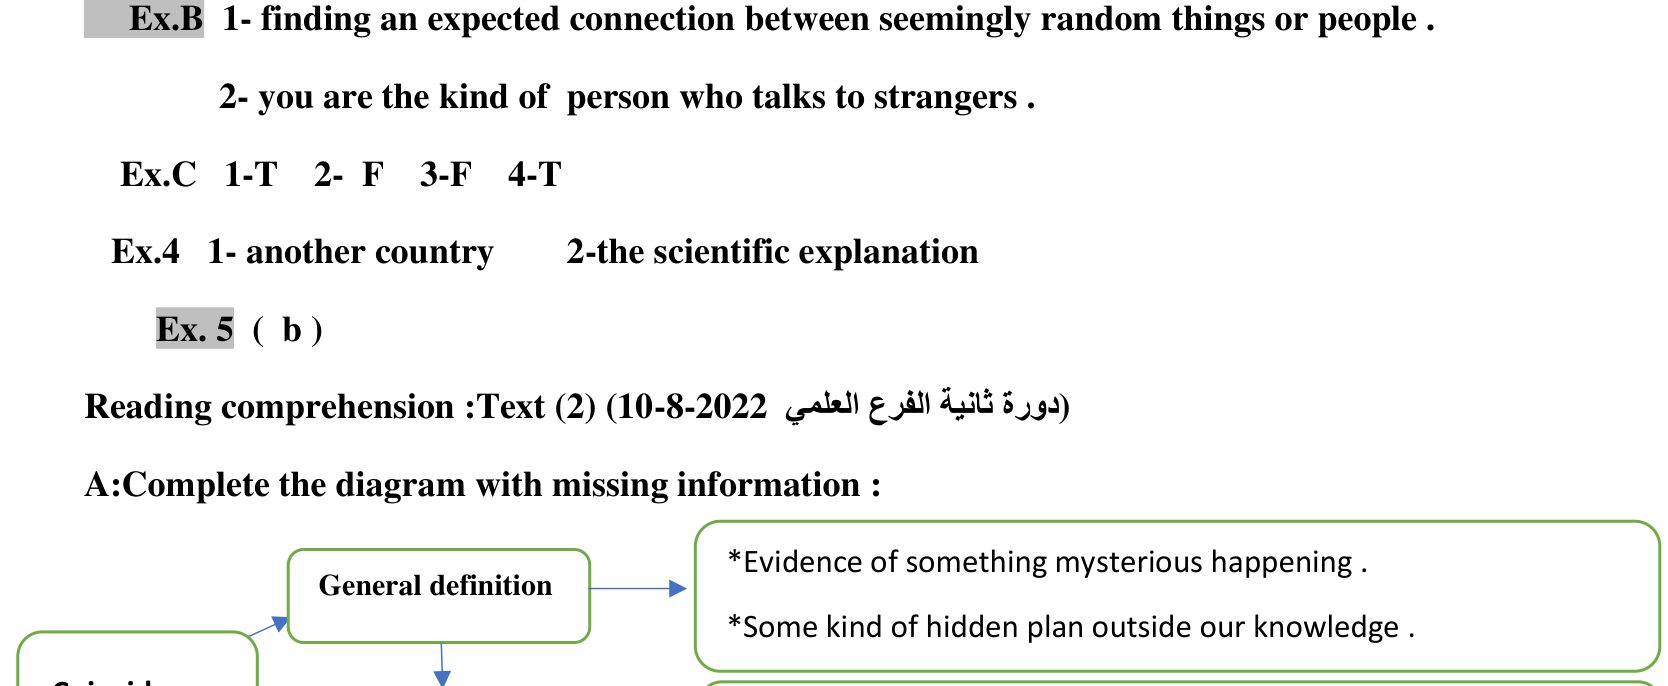 Ex.B 1- finding an expected connection between seemingly random things or people .
2- you are the kind of person who talks to strangers .
Ex.C 1-T 2- F 3-F 4-T
Ex.4 1- another country 2-the scientific explanation
Ex. 5 ( b )
Reading comprehension :Text (2) (10-8-2022 دورة ثانية الفرع العلمي)
A:Complete the diagram with missing information :
General definition
*Evidence of something mysterious happening .
*Some kind of hidden plan outside our knowledge .